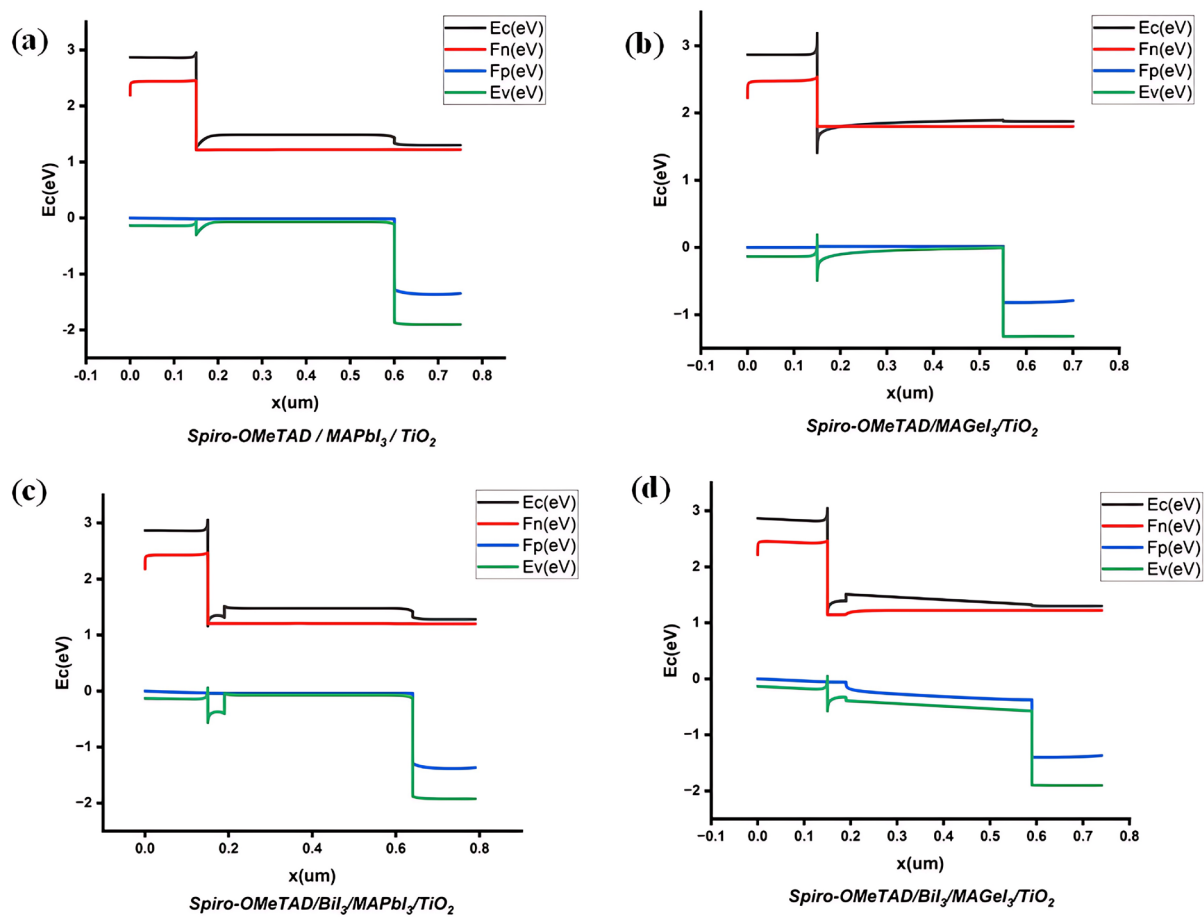 (a)
Ec(eV)
Fn(eV)
Fp(eV)
Ev(eV)
3
2
1
0
-1
-2
Ec(eV)
-0.1 0.0 0.1 0.2 0.3 0.4 0.5 0.6 0.7 0.8
x(um)
Spiro-OMeTAD / MAPbI₃ / TiO₂
(b)
Ec(eV)
Fn(eV)
Fp(eV)
Ev(eV)
3
2
1
0
-1
Ec(eV)
-0.1 0.0 0.1 0.2 0.3 0.4 0.5 0.6 0.7 0.8
x(um)
Spiro-OMeTAD/MAGeI₃/TiO₂
(c)
Ec(eV)
Fn(eV)
Fp(eV)
Ev(eV)
3
2
1
0
−1
−2
Ec(eV)
0.0 0.2 0.4 0.6 0.8
x(um)
Spiro-OMeTAD/BiI₃/MAPbI₃/TiO₂
(d)
Ec(eV)
Fn(eV)
Fp(eV)
Ev(eV)
3
2
1
0
−1
−2
Ec(eV)
−0.1 0.0 0.1 0.2 0.3 0.4 0.5 0.6 0.7 0.8
x(um)
Spiro-OMeTAD/BiI₃/MAGeI₃/TiO₂